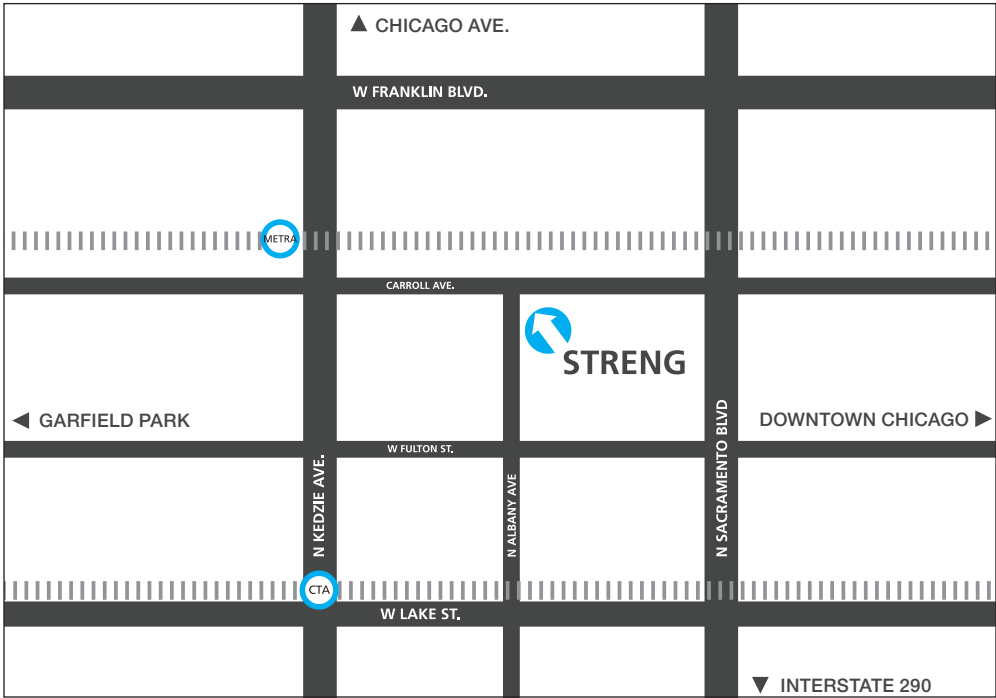 CHICAGO AVE.
W FRANKLIN BLVD.
METRA
CARROLL AVE.
STRENG
GARFIELD PARK
DOWNTOWN CHICAGO
W FULTON ST.
N KEDZIE AVE.
N ALBANY AVE
N SACRAMENTO BLVD
CTA
W LAKE ST.
INTERSTATE 290